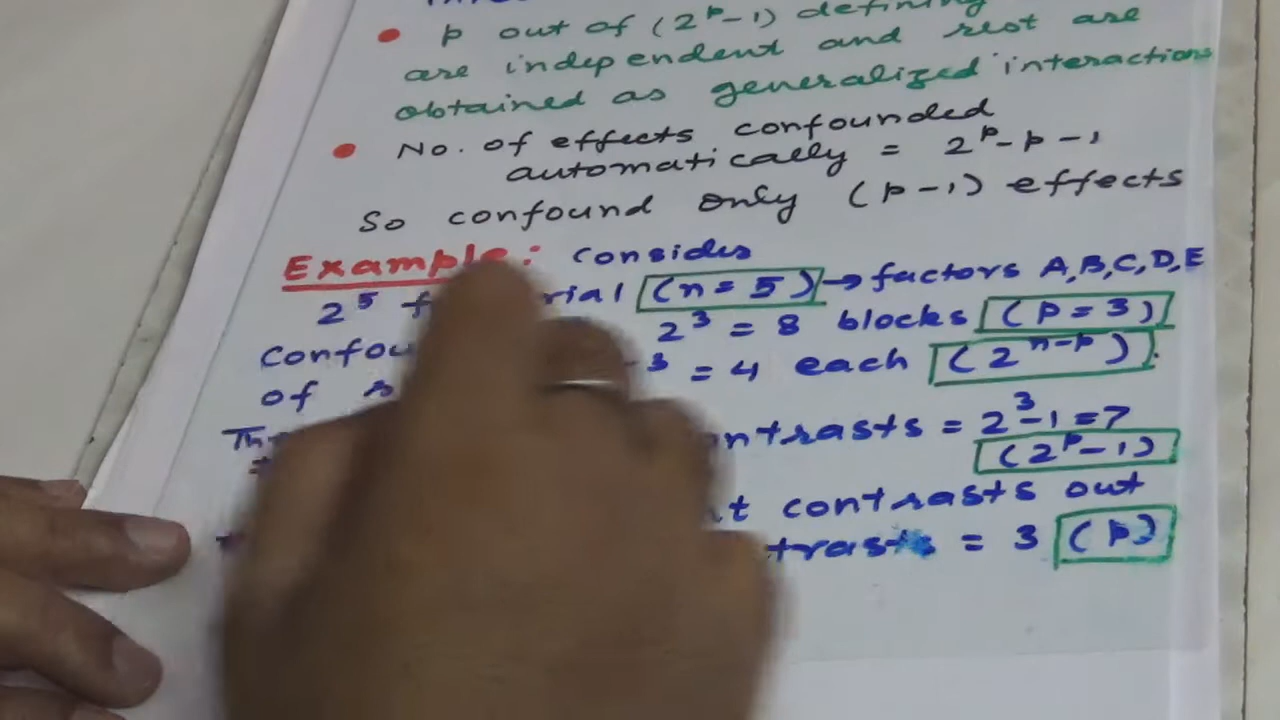 p out of (2^p-1) defining
are independent and rest are
obtained as generalized interactions
No. of effects confounded
automatically = 2^p-p-1
So confound only (p-1) effects
Example: Consider
2^5 rial (n=5) → factors A,B,C,D,E
Confou 2^3 = 8 blocks (p=3)
of = 4 each (2^{n-p}).
ontrasts = 2^3-1=7
(2^p-1)
t contrasts out
trasts = 3 (p)